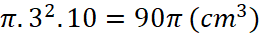 π.3².10 = 90π (cm³)